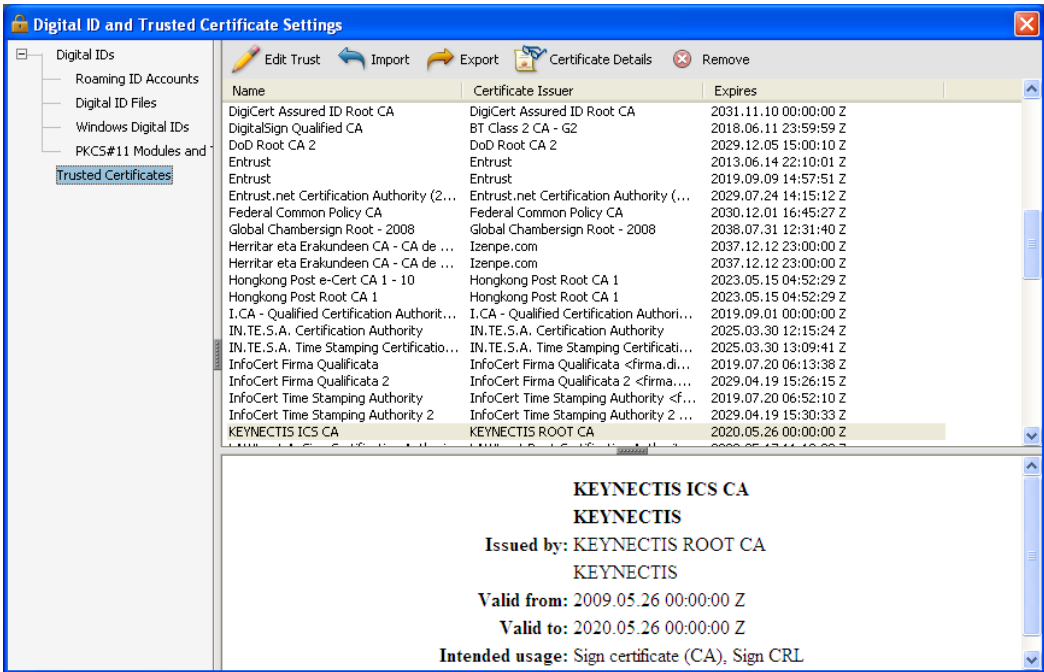 Digital ID and Trusted Certificate Settings
Digital IDs
Roaming ID Accounts
Digital ID Files
Windows Digital IDs
PKCS#11 Modules and
Trusted Certificates
Edit Trust Import Export Certificate Details Remove
Name Certificate Issuer Expires
DigiCert Assured ID Root CA DigiCert Assured ID Root CA 2031.11.10 00:00:00 Z
DigitalSign Qualified CA BT Class 2 CA - G2 2018.06.11 23:59:59 Z
DoD Root CA 2 DoD Root CA 2 2029.12.05 15:00:10 Z
Entrust Entrust 2013.06.14 22:10:01 Z
Entrust Entrust 2019.09.09 14:57:51 Z
Entrust.net Certification Authority (2... Entrust.net Certification Authority (... 2029.07.24 14:15:12 Z
Federal Common Policy CA Federal Common Policy CA 2030.12.01 16:45:27 Z
Global Chambersign Root - 2008 Global Chambersign Root - 2008 2038.07.31 12:31:40 Z
Herritar eta Erakundeen CA - CA de ... Izenpe.com 2037.12.12 23:00:00 Z
Herritar eta Erakundeen CA - CA de ... Izenpe.com 2037.12.12 23:00:00 Z
Hongkong Post e-Cert CA 1 - 10 Hongkong Post Root CA 1 2023.05.15 04:52:29 Z
Hongkong Post Root CA 1 Hongkong Post Root CA 1 2023.05.15 04:52:29 Z
I.CA - Qualified Certification Authorit... I.CA - Qualified Certification Authori... 2019.09.01 00:00:00 Z
IN.TE.S.A. Certification Authority IN.TE.S.A. Certification Authority 2025.03.30 12:15:24 Z
IN.TE.S.A. Time Stamping Certificatio... IN.TE.S.A. Time Stamping Certificati... 2025.03.30 13:09:41 Z
InfoCert Firma Qualificata InfoCert Firma Qualificata <firma.di... 2019.07.20 06:13:38 Z
InfoCert Firma Qualificata 2 InfoCert Firma Qualificata 2 <firma.... 2029.04.19 15:26:15 Z
InfoCert Time Stamping Authority InfoCert Time Stamping Authority <f... 2019.07.20 06:52:10 Z
InfoCert Time Stamping Authority 2 InfoCert Time Stamping Authority 2 ... 2029.04.19 15:30:33 Z
KEYNECTIS ICS CA KEYNECTIS ROOT CA 2020.05.26 00:00:00 Z
KEYNECTIS ICS CA
KEYNECTIS
Issued by: KEYNECTIS ROOT CA
KEYNECTIS
Valid from: 2009.05.26 00:00:00 Z
Valid to: 2020.05.26 00:00:00 Z
Intended usage: Sign certificate (CA), Sign CRL